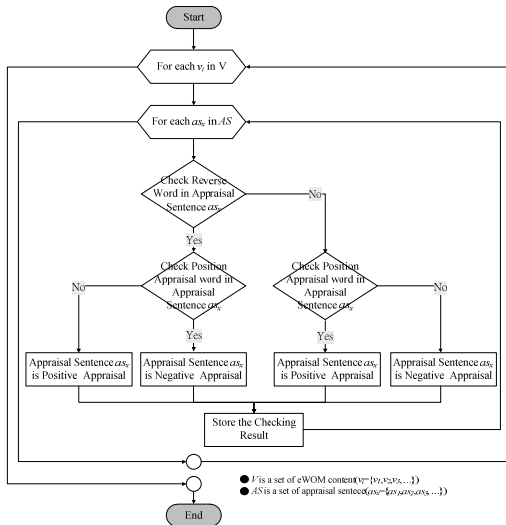 Start
For each vi in V
For each asx in AS
Check Reverse
Word in Appraisal
Sentence asx
No
Yes
Check Position
Appraisal word in
Appraisal
Sentence asx
Check Position
Appraisal word in
Appraisal
Sentence asx
No
No
Yes
Yes
Appraisal Sentence asx
is Positive Appraisal
Appraisal Sentence asx
is Negative Appraisal
Appraisal Sentence asx
is Positive Appraisal
Appraisal Sentence asx
is Negative Appraisal
Store the Checking
Result
V is a set of eWOM content(vi={v1,v2,v3,…})
AS is a set of appraisal sentece(asx={as1,as2,as3,…})
End